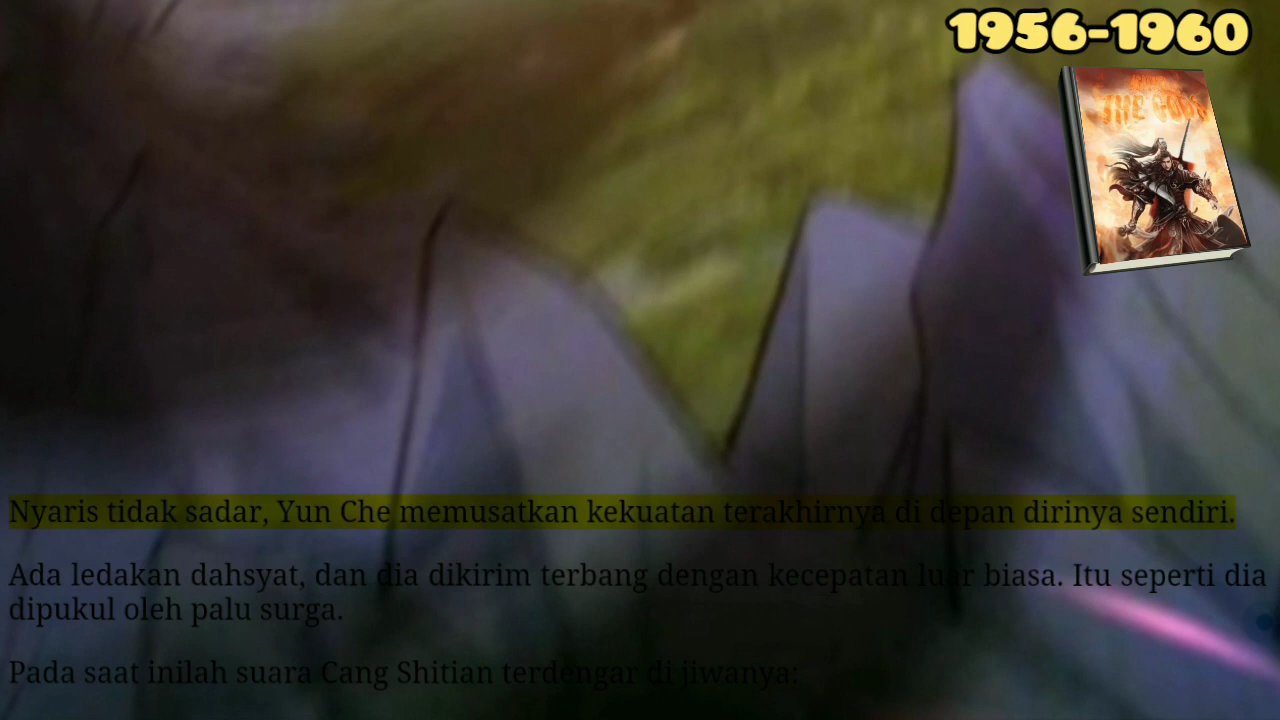 1956-1960
THE GODS
Nyaris tidak sadar, Yun Che memusatkan kekuatan terakhirnya di depan dirinya sendiri.
Ada ledakan dahsyat, dan dia dikirim terbang dengan kecepatan luar biasa. Itu seperti dia
dipukul oleh palu surga.
Pada saat inilah suara Cang Shitian terdengar di jiwanya: